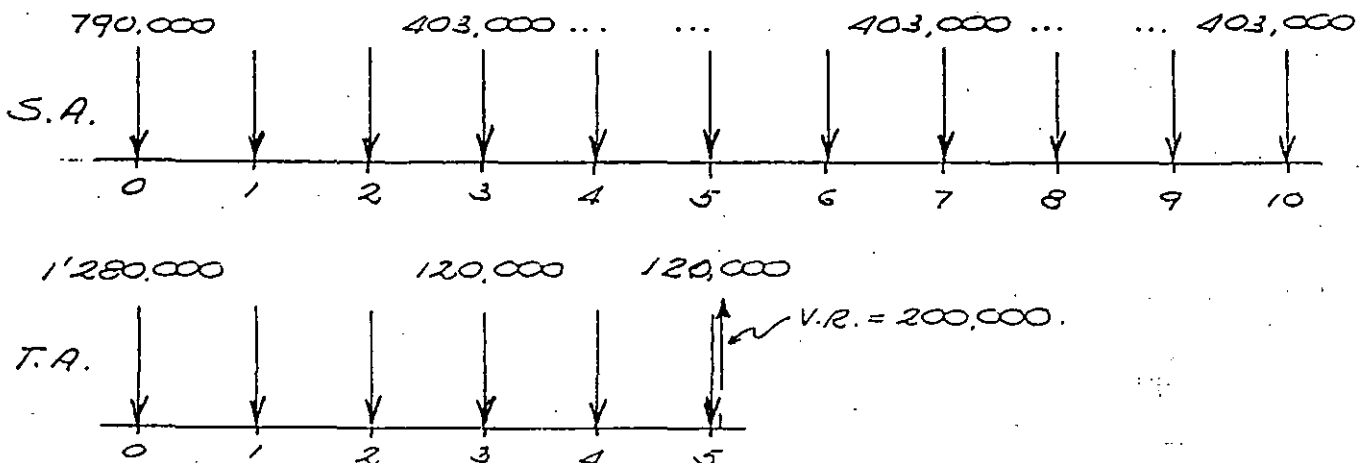 790,000 403,000 ... ... 403,000 ... ... 403,000
S.A.
0 1 2 3 4 5 6 7 8 9 10
1'280,000 120,000 120,000
V.R. = 200,000.
T.A.
0 1 2 3 4 5